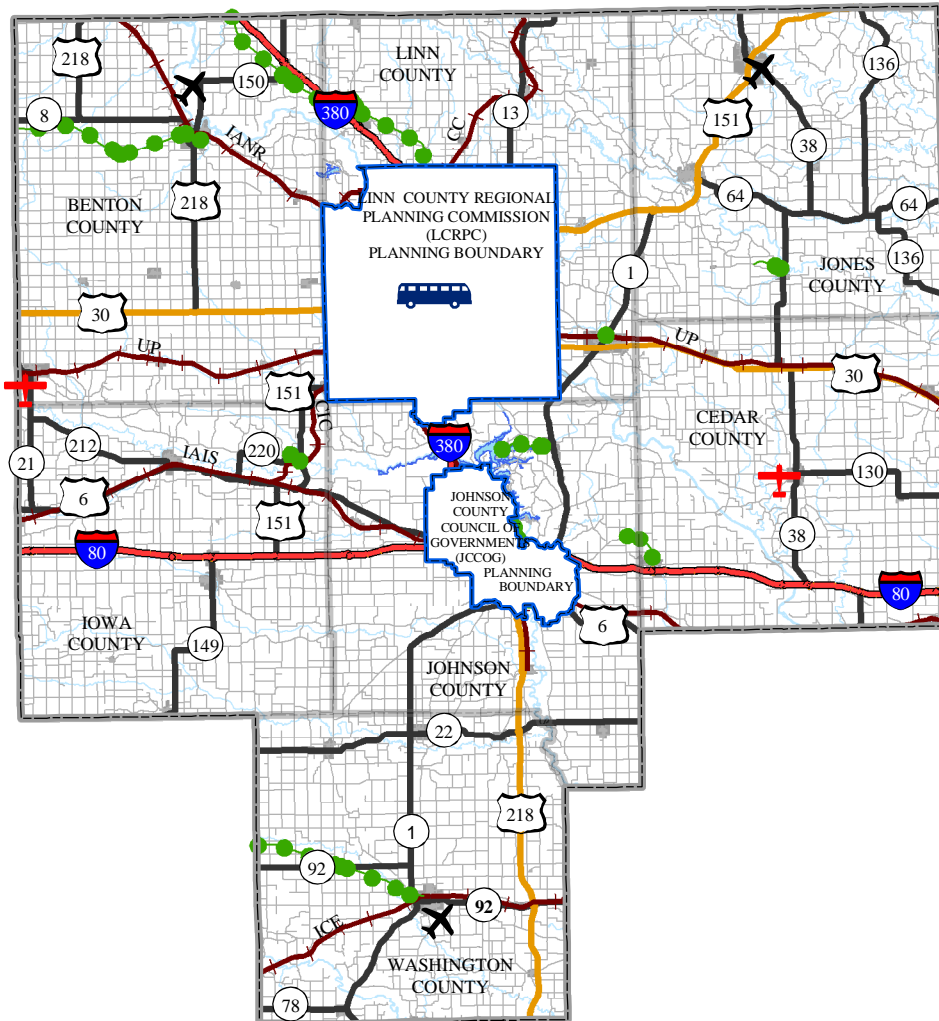 218
LINN
COUNTY
136
150
380
8
CC
13
151
IANR
38
64
64
218
BENTON
COUNTY
LINN COUNTY REGIONAL
PLANNING COMMISSION
(LCRPC)
PLANNING BOUNDARY
136
JONES
COUNTY
1
30
UP
UP
30
151
CIC
CEDAR
COUNTY
212
220
380
21
IAIS
130
6
151
JOHNSON
COUNTY
COUNCIL OF
GOVERNMENTS
(JCCOG)
PLANNING
BOUNDARY
38
80
80
IOWA
COUNTY
149
6
JOHNSON
COUNTY
22
218
1
92
92
ICE
WASHINGTON
COUNTY
78